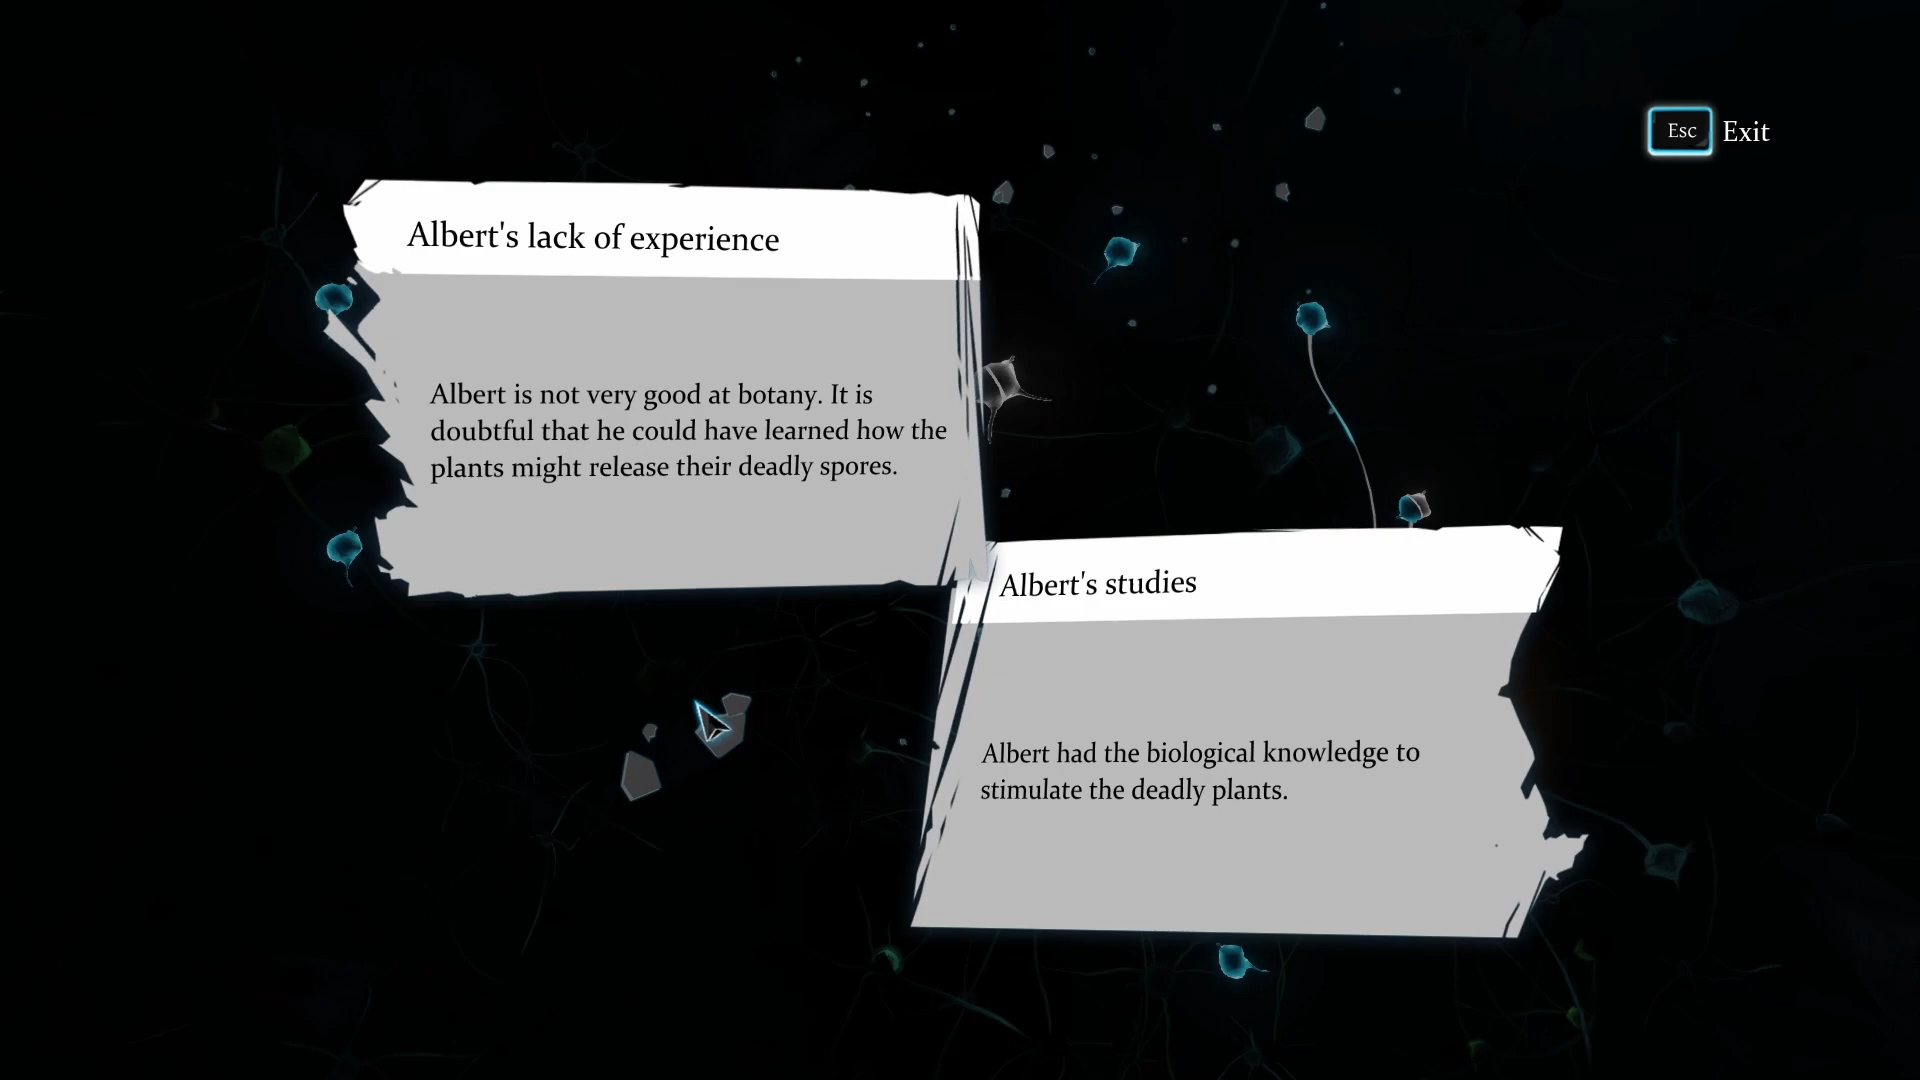 Esc Exit
Albert's lack of experience
Albert is not very good at botany. It is
doubtful that he could have learned how the
plants might release their deadly spores.
Albert's studies
Albert had the biological knowledge to
stimulate the deadly plants.